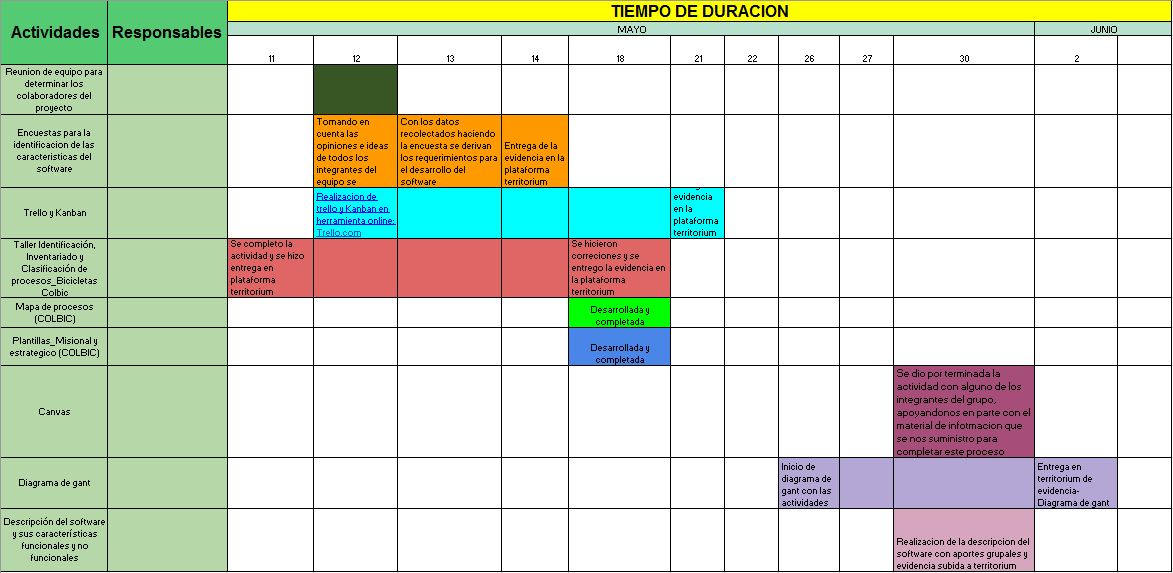 TIEMPO DE DURACION
Actividades
Responsables
MAYO
JUNIO
11
12
13
14
18
21
22
26
27
30
2
Reunion de equipo para
determinar los
colaboradores del
proyecto
Encuestas para la
identificacion de las
caracteristicas del
software
Tomando en
cuenta las
opiniones e ideas
de todos los
integrantes del
equipo se
Con los datos
recolectados haciendo
la encuesta se derivan
los requerimientos para
el desarrollo del
software
Entrega de la
evidencia en la
plataforma
territorium
Trello y Kanban
Realizacion de
trello y Kanban en
herramienta online:
Trello.com
evidencia
en la
plataforma
territorium
Taller Identificación,
Inventariado y
Clasificación de
procesos_Bicicletas
Colbic
Se completo la
actividad y se hizo
entrega en
plataforma
territorium
Se hicieron
correciones y se
entrego la evidencia en
la plataforma
territorium
Mapa de procesos
(COLBIC)
Desarrollada y
completada
Plantillas_Misional y
estrategico (COLBIC)
Desarrollada y
completada
Canvas
Se dio por terminada la
actividad con alguno de los
integrantes del grupo,
apoyandonos en parte con el
material de infotmacion que
se nos suministro para
completar este proceso
Diagrama de gant
Inicio de
diagrama de
gant con las
actividades
Entrega en
territorium de
evidencia-
Diagrama de gant
Descripción del software
y sus características
funcionales y no
funcionales
Realizacion de la descripcion del
software con aportes grupales y
evidencia subida a territorium